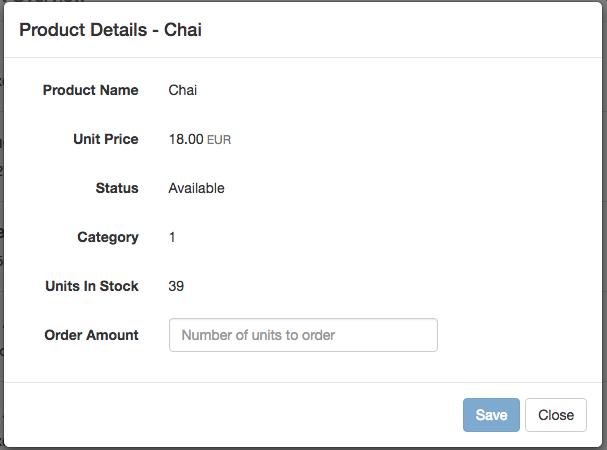 Product Details - Chai
Product Name Chai
Unit Price 18.00 EUR
Status Available
Category 1
Units In Stock 39
Order Amount Number of units to order
Save Close